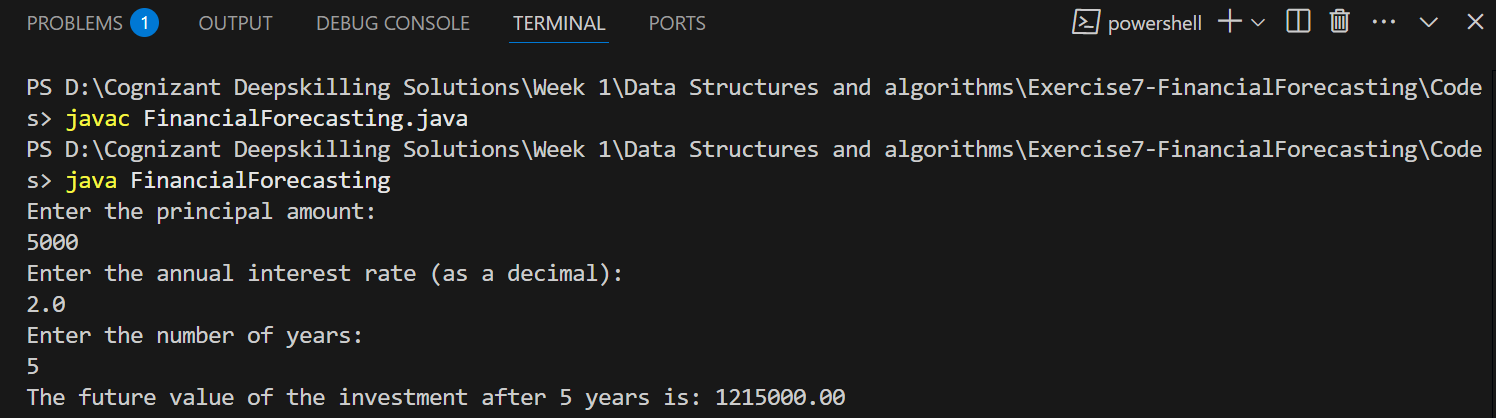 PROBLEMS 1 OUTPUT DEBUG CONSOLE TERMINAL PORTS powershell
PS D:\Cognizant Deepskilling Solutions\Week 1\Data Structures and algorithms\Exercise7-FinancialForecasting\Code
s> javac FinancialForecasting.java
PS D:\Cognizant Deepskilling Solutions\Week 1\Data Structures and algorithms\Exercise7-FinancialForecasting\Code
s> java FinancialForecasting
Enter the principal amount:
5000
Enter the annual interest rate (as a decimal):
2.0
Enter the number of years:
5
The future value of the investment after 5 years is: 1215000.00